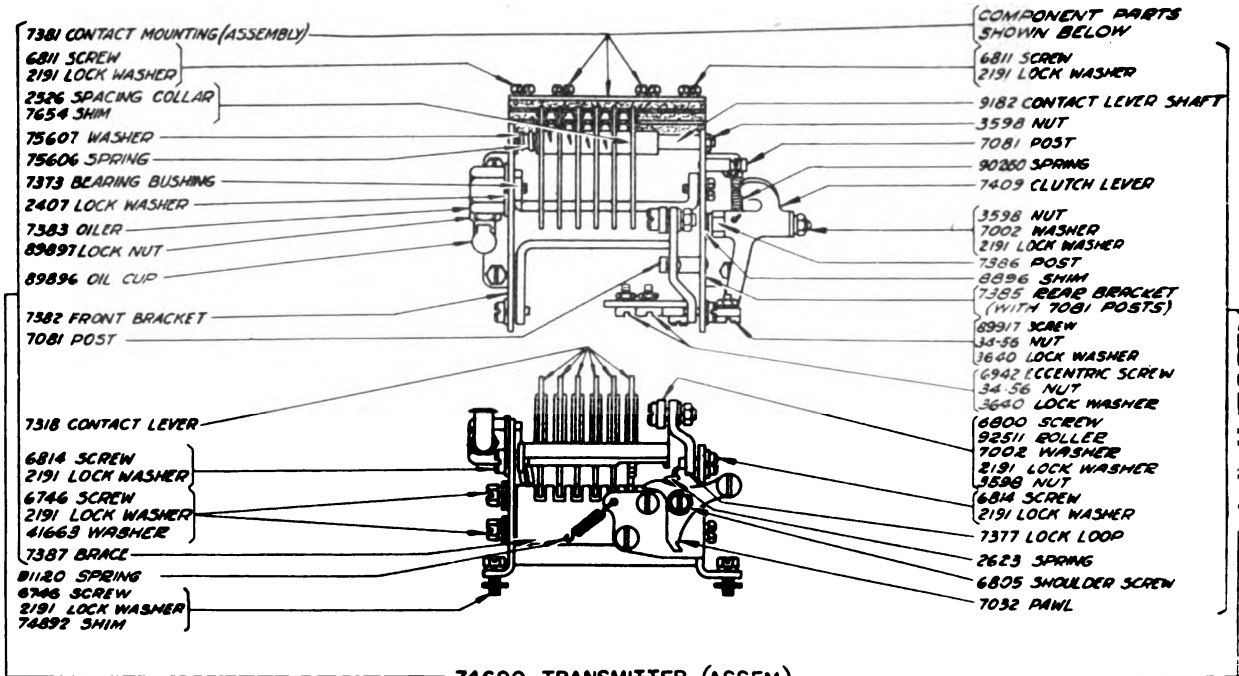 7381 CONTACT MOUNTING (ASSEMBLY)
6811 SCREW
2191 LOCK WASHER
2526 SPACING COLLAR
7654 SHIM
75607 WASHER
75606 SPRING
7373 BEARING BUSHING
2407 LOCK WASHER
7383 OILER
89897 LOCK NUT
89896 OIL CUP
7382 FRONT BRACKET
7081 POST
7318 CONTACT LEVER
6814 SCREW
2191 LOCK WASHER
6746 SCREW
2191 LOCK WASHER
41663 WASHER
7387 BRACE
81120 SPRING
6746 SCREW
2191 LOCK WASHER
74892 SHIM
COMPONENT PARTS
SHOWN BELOW
6811 SCREW
2191 LOCK WASHER
9182 CONTACT LEVER SHAFT
3598 NUT
7081 POST
90260 SPRING
7409 CLUTCH LEVER
3598 NUT
7002 WASHER
2191 LOCK WASHER
7386 POST
8896 SHIM
7385 REAR BRACKET
(WITH 7081 POSTS)
89917 SCREW
34-56 NUT
3640 LOCK WASHER
6942 ECCENTRIC SCREW
34-56 NUT
3640 LOCK WASHER
6800 SCREW
92511 ROLLER
7002 WASHER
2191 LOCK WASHER
3598 NUT
6814 SCREW
2191 LOCK WASHER
7377 LOCK LOOP
2623 SPRING
6805 SHOULDER SCREW
7032 PAWL
74690 TRANSMITTER (ASSEM)